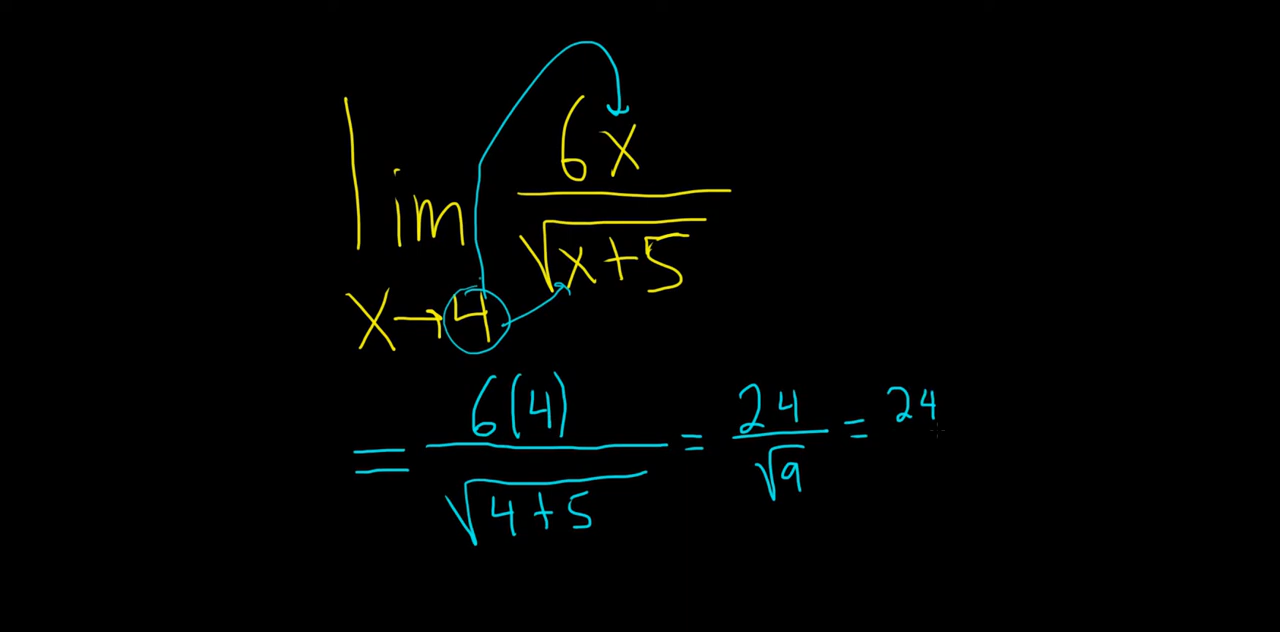 lim x→4 6x/√(x+5)
= 6(4)/√(4+5) = 24/√9 = 24